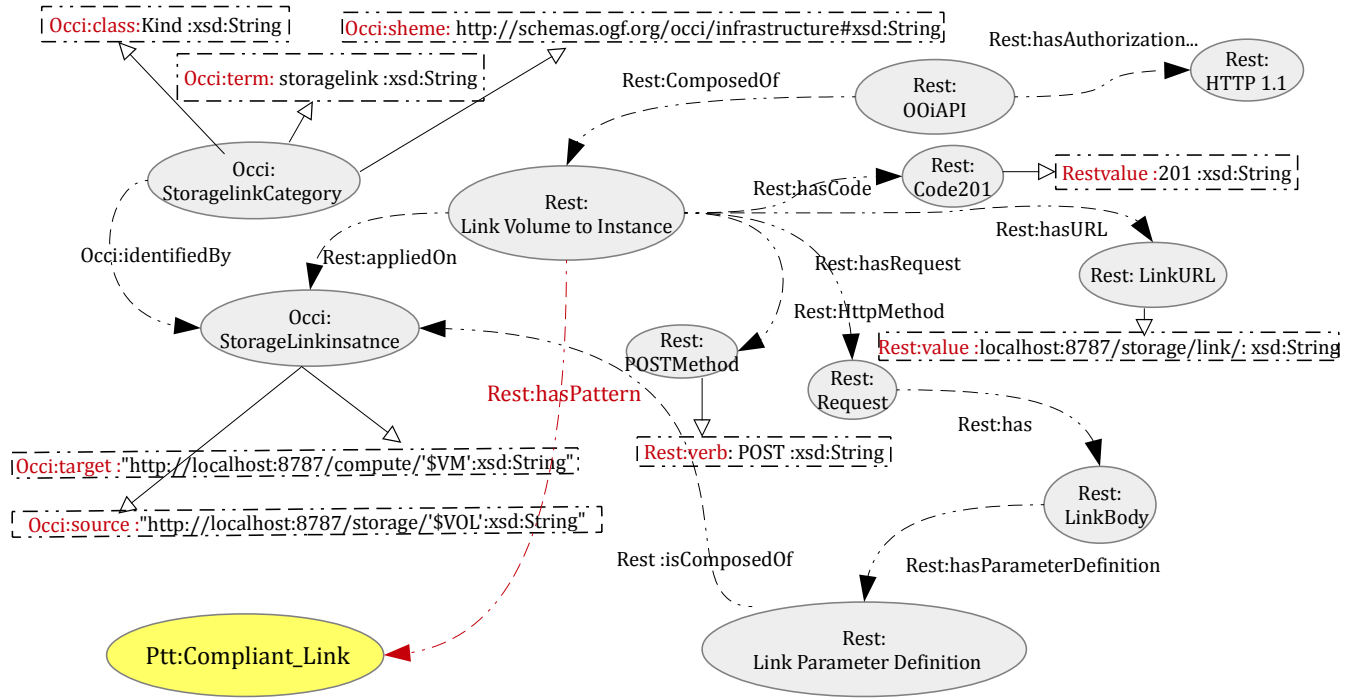 Occi:class:Kind :xsd:String
Occi:sheme: http://schemas.ogf.org/occi/infrastructure#xsd:String
Rest:hasAuthorization...
Occi:term: storagelink :xsd:String
Rest:ComposedOf
Rest:
OOiAPI
Rest:
HTTP 1.1
Occi:
StoragelinkCategory
Rest:
Link Volume to Instance
Rest:hasCode
Rest:
Code201
Restvalue :201 :xsd:String
Occi:identifiedBy
Rest:appliedOn
Rest:hasRequest
Rest:hasURL
Rest: LinkURL
Occi:
StorageLinkinsatnce
Rest:HttpMethod
Rest:
POSTMethod
Rest:value :localhost:8787/storage/link/: xsd:String
Rest:
Request
Rest:hasPattern
Rest:has
Rest:verb: POST :xsd:String
Occi:target :"http://localhost:8787/compute/'$VM':xsd:String"
Occi:source :"http://localhost:8787/storage/'$VOL':xsd:String"
Rest:
LinkBody
Rest :isComposedOf
Rest:hasParameterDefinition
Ptt:Compliant_Link
Rest:
Link Parameter Definition